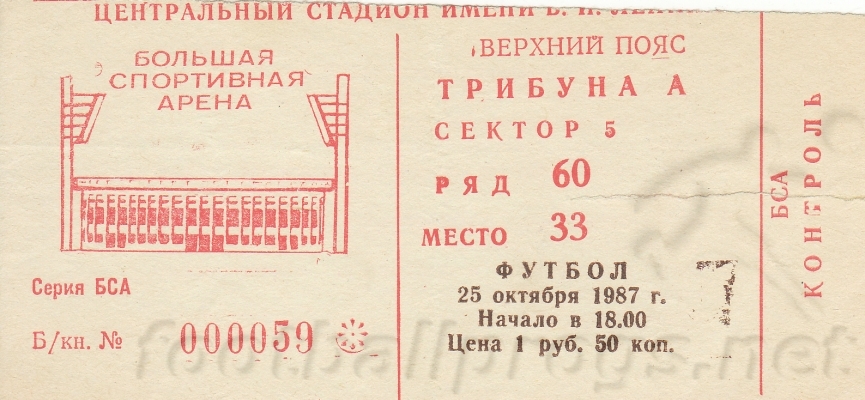 ЦЕНТРАЛЬНЫЙ СТАДИОН ИМЕНИ В. И. ЛЕНИНА
БОЛЬШАЯ
СПОРТИВНАЯ
АРЕНА
Серия БСА
Б/кн. № 000059
ВЕРХНИЙ ПОЯС
ТРИБУНА А
СЕКТОР 5
РЯД 60
МЕСТО 33
ФУТБОЛ
25 октября 1987 г.
Начало в 18.00
Цена 1 руб. 50 коп.
БСА
КОНТРОЛЬ